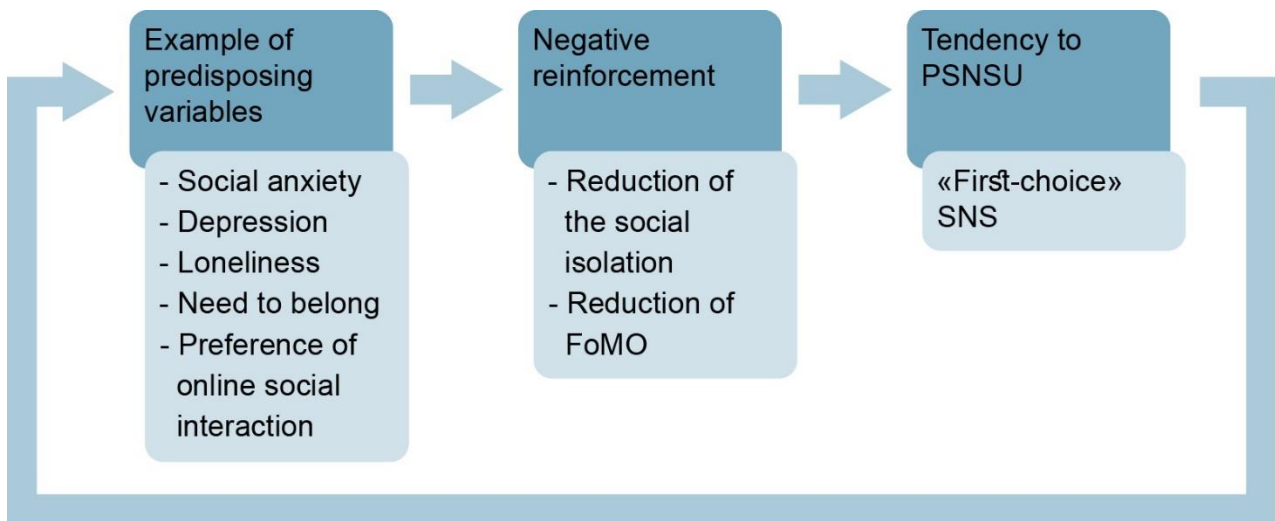 Example of
predisposing
variables
- Social anxiety
- Depression
- Loneliness
- Need to belong
- Preference of
online social
interaction
Negative
reinforcement
- Reduction of
the social
isolation
- Reduction of
FoMO
Tendency to
PSNSU
«First-choice»
SNS